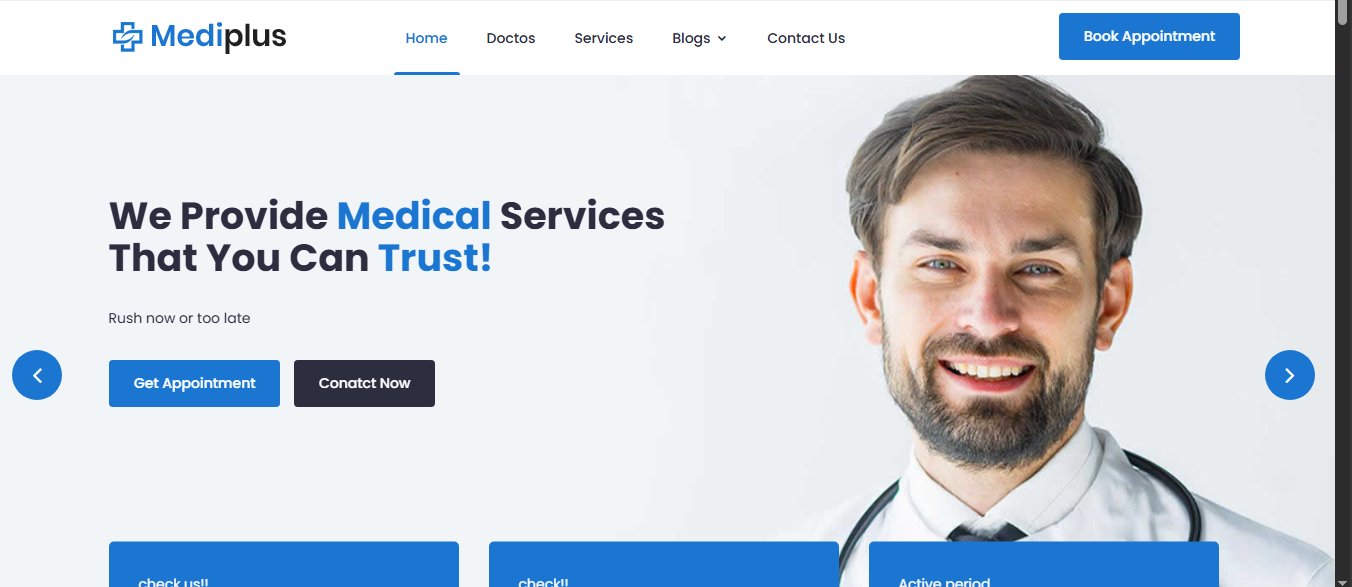 Mediplus
Home
Doctos
Services
Blogs
Contact Us
Book Appointment
We Provide Medical Services
That You Can Trust!
Rush now or too late
Get Appointment
Conatct Now
check us!!
check!!
Active period